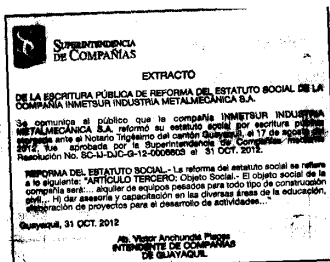 SUPERINTENDENCIA
DE COMPAÑÍAS
EXTRACTO
DE LA ESCRITURA PÚBLICA DE REFORMA DEL ESTATUTO SOCIAL DE LA
COMPAÑIA INMETSUR INDUSTRIA METALMECÁNICA S.A.
Se comunica al público que la compañía INMETSUR INDUSTRIA
METALMECÁNICA S.A. reformó su estatuto social por escritura pública
otorgada ante el Notario Trigésimo del cantón Guayaquil, el 17 de agosto del
2012, fue aprobada por la Superintendencia de Compañías, mediante
Resolución No. SC-IJ-DJC-G-12-0006603 el 31 OCT. 2012.
REFORMA DEL ESTATUTO SOCIAL.- La reforma del estatuto social se refiere
a lo siguiente: "ARTÍCULO TERCERO: Objeto Social.- El objeto social de la
compañía será:... alquiler de equipos pesados para todo tipo de construcción
civil... H) dar asesoría y capacitación en las diversas áreas de la educación,
elaboración de proyectos para el desarrollo de actividades..."
Guayaquil, 31 OCT. 2012
Ab. Victor Anchundia Places
INTENDENTE DE COMPAÑIAS
DE GUAYAQUIL